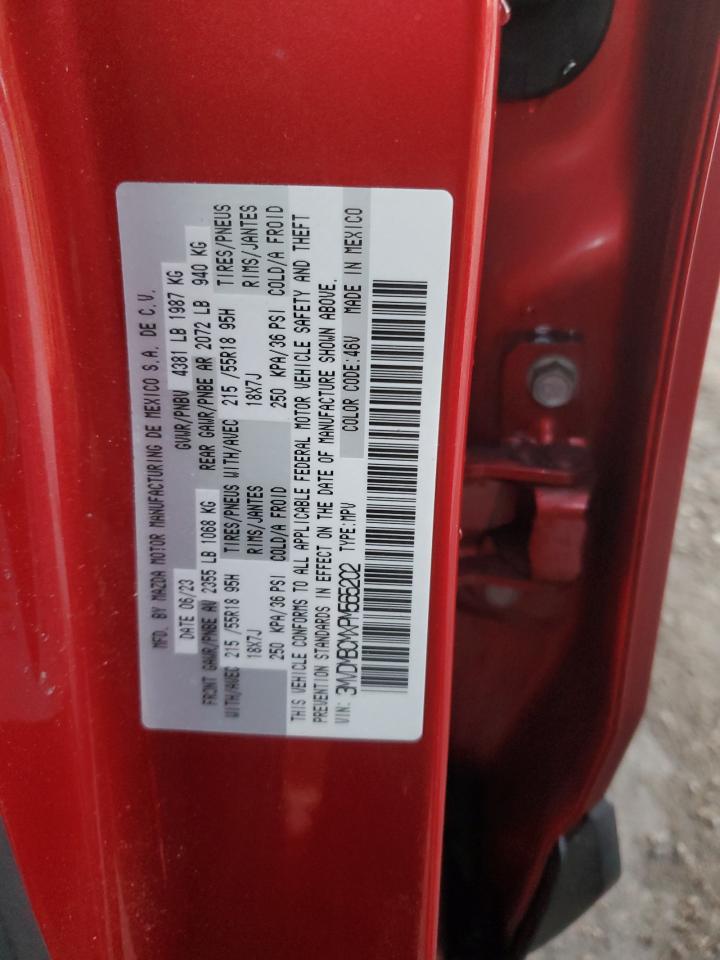 MFD. BY MAZDA MOTOR MANUFACTURING DE MEXICO S.A. DE C.V.
DATE 06/23 GVWR/PNBV 4381 LB 1987 KG
FRONT GAWR/PNBE AV 2355 LB 1068 KG REAR GAWR/PNBE AR 2072 LB 940 KG
WITH/AVEC 215 /55R18 95H TIRES/PNEUS WITH/AVEC 215 /55R18 95H TIRES/PNEUS
18X7J RIMS/JANTES 18X7J RIMS/JANTES
250 KPA/36 PSI COLD/A FROID 250 KPA/36 PSI COLD/A FROID
THIS VEHICLE CONFORMS TO ALL APPLICABLE FEDERAL MOTOR VEHICLE SAFETY AND THEFT
PREVENTION STANDARDS IN EFFECT ON THE DATE OF MANUFACTURE SHOWN ABOVE.
VIN: 3MVDMBCMXPM565202 TYPE:MPV COLOR CODE:46V MADE IN MEXICO